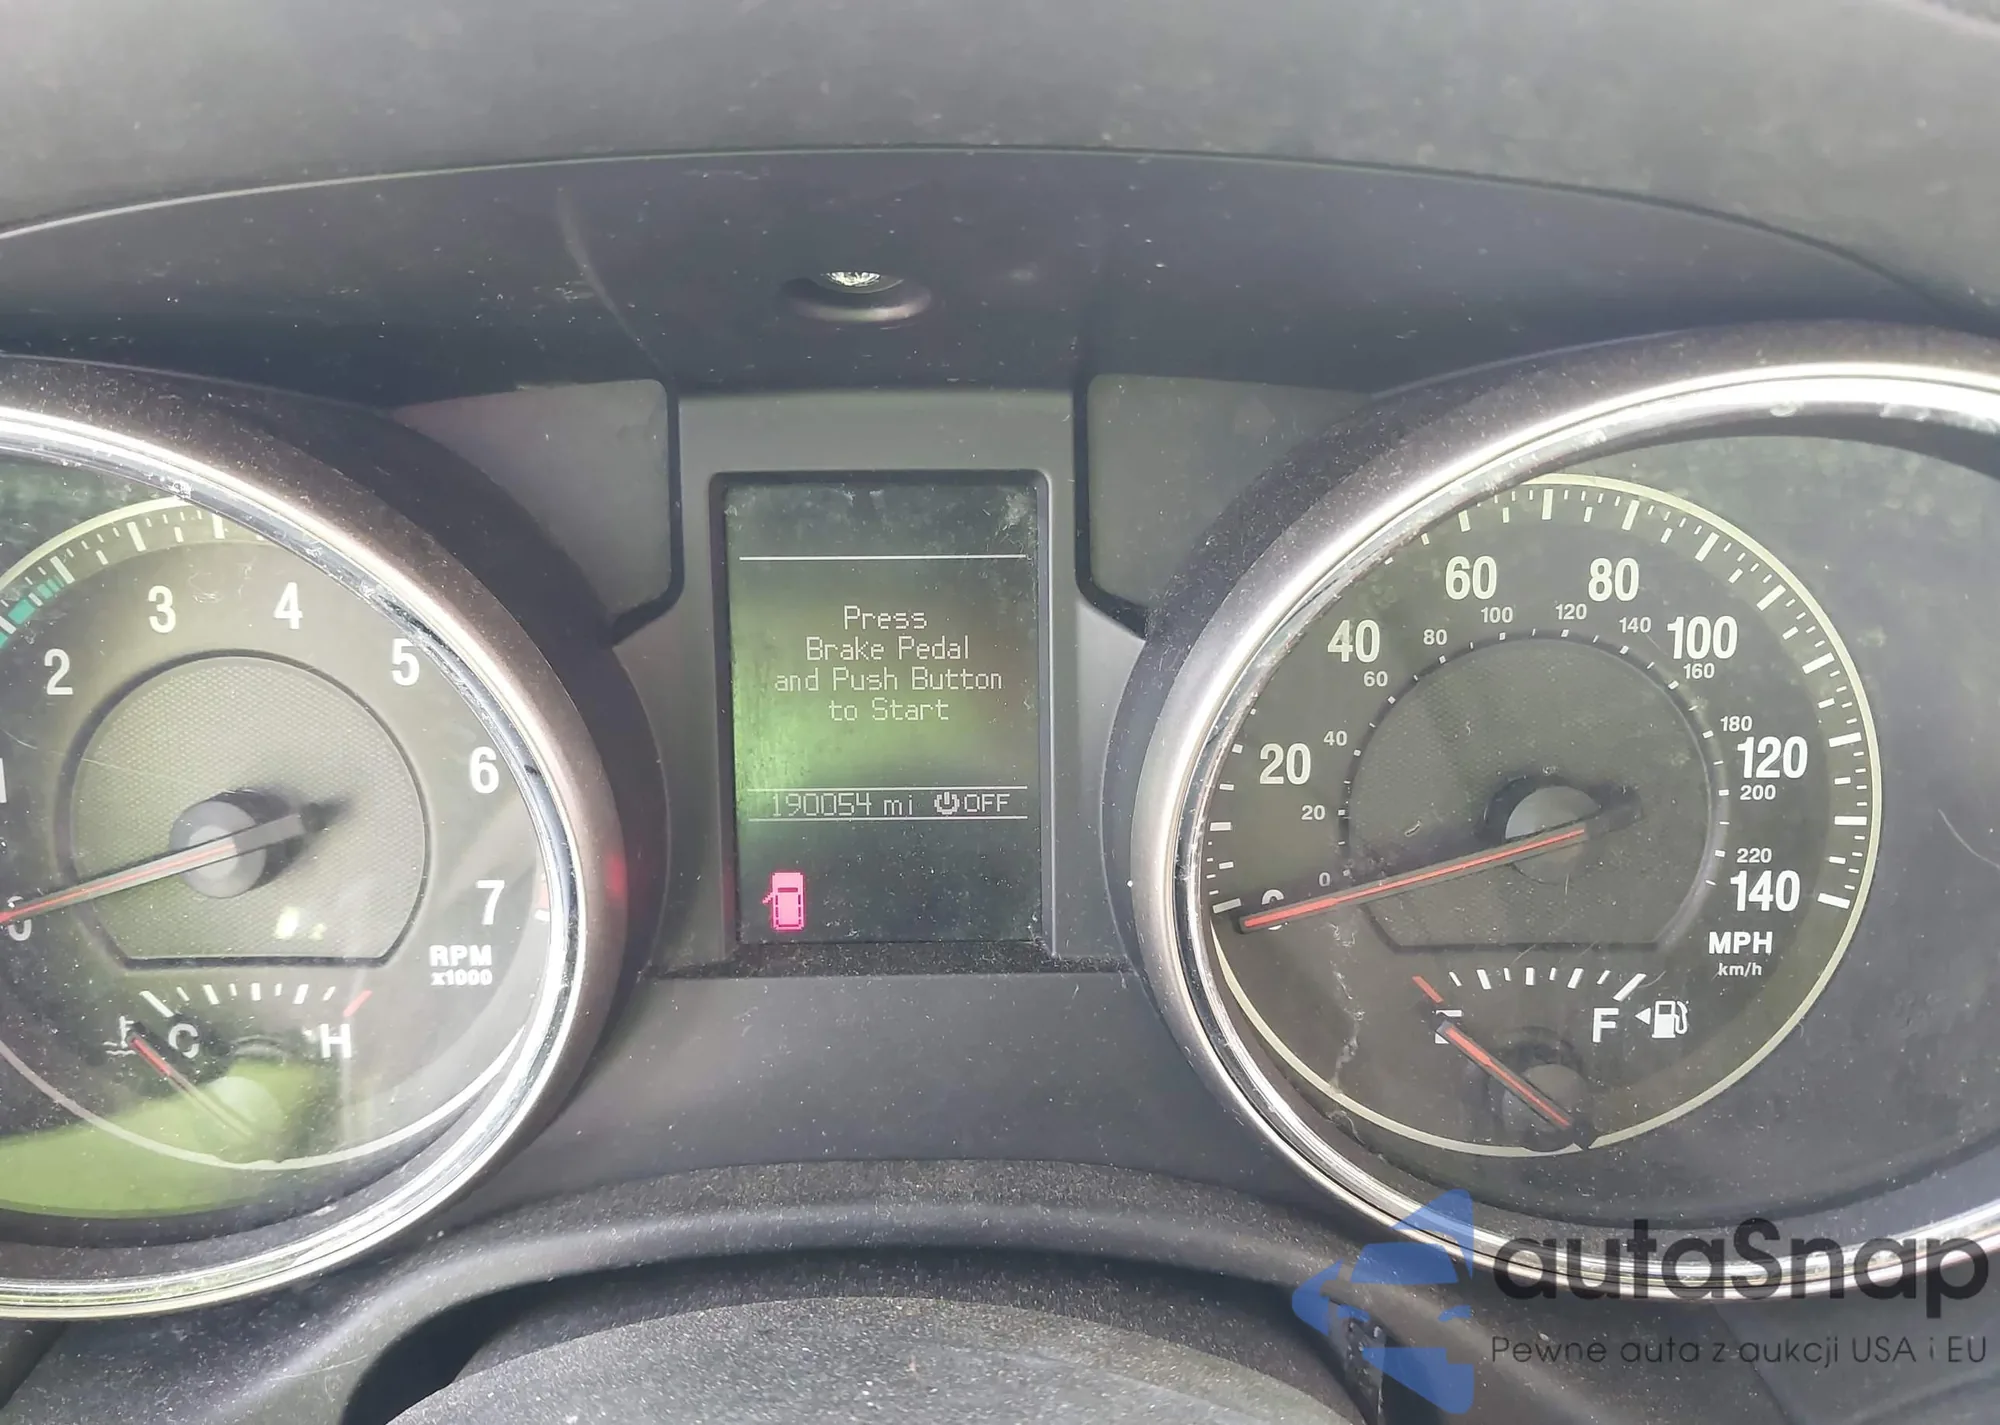 Press
Brake Pedal
and Push Button
to Start
190054 mi OFF
2
3
4
5
6
7
RPM
x1000
C
H
0
20
40
60
80
100
120
140
0
20
40
60
80
100
120
140
160
180
200
220
MPH
km/h
F
autaSnap
Pewne auta z aukcji USA i EU